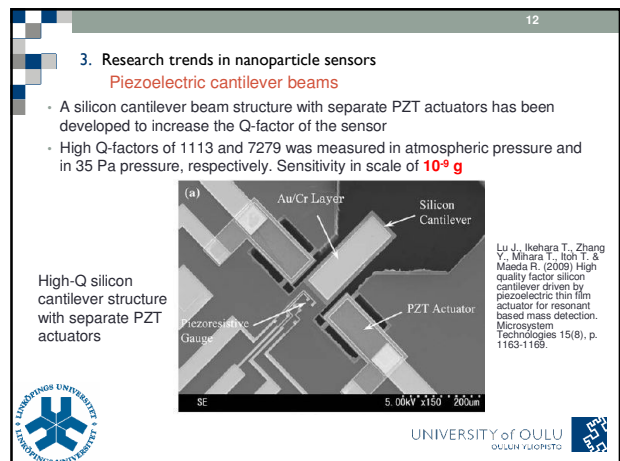 12
3. Research trends in nanoparticle sensors
Piezoelectric cantilever beams
• A silicon cantilever beam structure with separate PZT actuators has been
developed to increase the Q-factor of the sensor
• High Q-factors of 1113 and 7279 was measured in atmospheric pressure and
in 35 Pa pressure, respectively. Sensitivity in scale of 10⁻⁹ g
(a)
Au/Cr Layer
Silicon
Cantilever
Piezoresistive
Gauge
PZT Actuator
SE
5.00kV x150 200um
High-Q silicon
cantilever structure
with separate PZT
actuators
Lu J., Ikehara T., Zhang
Y., Mihara T., Itoh T. &
Maeda R. (2009) High
quality factor silicon
cantilever driven by
piezoelectric thin film
actuator for resonant
based mass detection.
Microsystem
Technologies 15(8), p.
1163-1169.
LINKÖPINGS UNIVERSITET
UNIVERSITY of OULU
OULUN YLIOPISTO